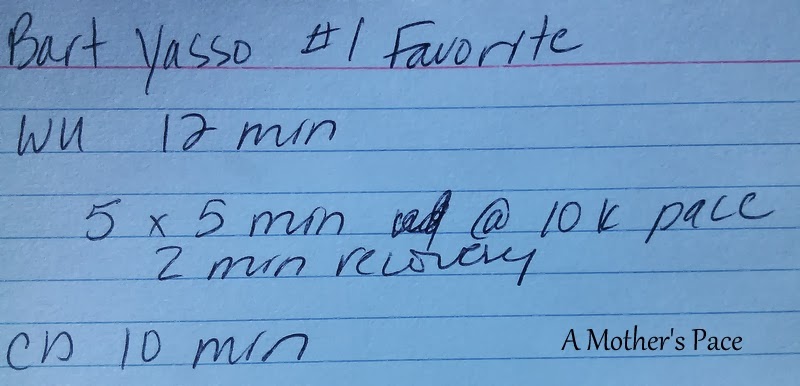 Bart Yasso #1 Favorite
WU 12 min
5 x 5 min @ 10K pace
2 min recovery
CD 10 min
A Mother's Pace